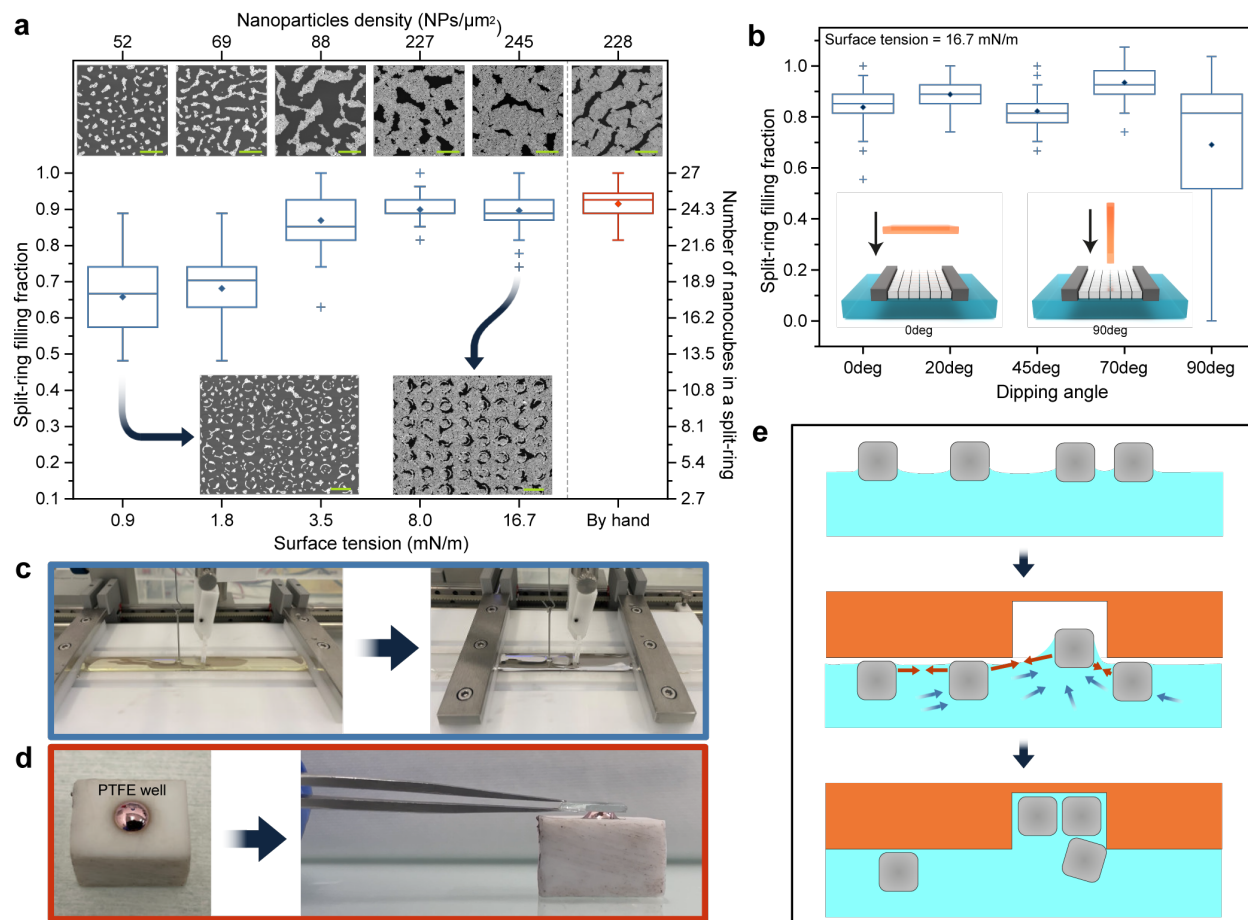 a
Nanoparticles density (NPs/µm²)
52 69 88 227 245 228
Split-ring filling fraction
1.0
0.9
0.8
0.7
0.6
0.5
0.4
0.3
0.2
0.1
27
24.3
21.6
18.9
16.2
13.5
10.8
8.1
5.4
2.7
Number of nanocubes in a split-ring
0.9 1.8 3.5 8.0 16.7 By hand
Surface tension (mN/m)
b
Surface tension = 16.7 mN/m
Split-ring filling fraction
1.0
0.8
0.6
0.4
0.2
0.0
0deg 90deg
0deg 20deg 45deg 70deg 90deg
Dipping angle
c
d
PTFE well
e